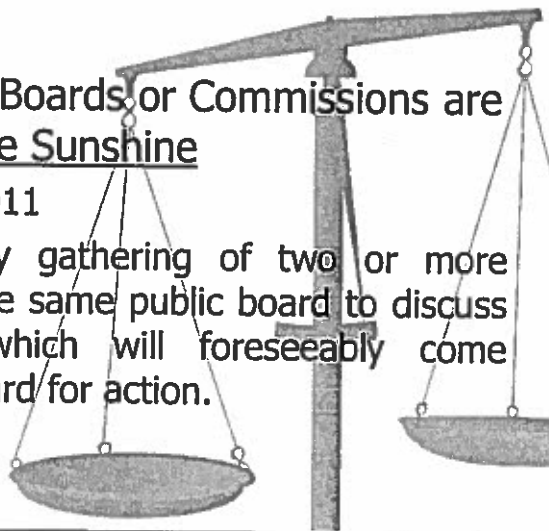 Boards or Commissions are
e Sunshine
11
y gathering of two or more
e same public board to discuss
which will foreseeably come
rd for action.